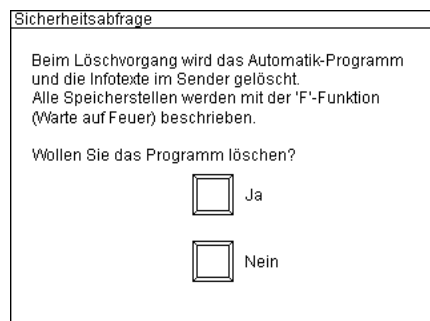 Sicherheitsabfrage
Beim Löschvorgang wird das Automatik-Programm
und die Infotexte im Sender gelöscht.
Alle Speicherstellen werden mit der 'F'-Funktion
(Warte auf Feuer) beschrieben.
Wollen Sie das Programm löschen?
Ja
Nein